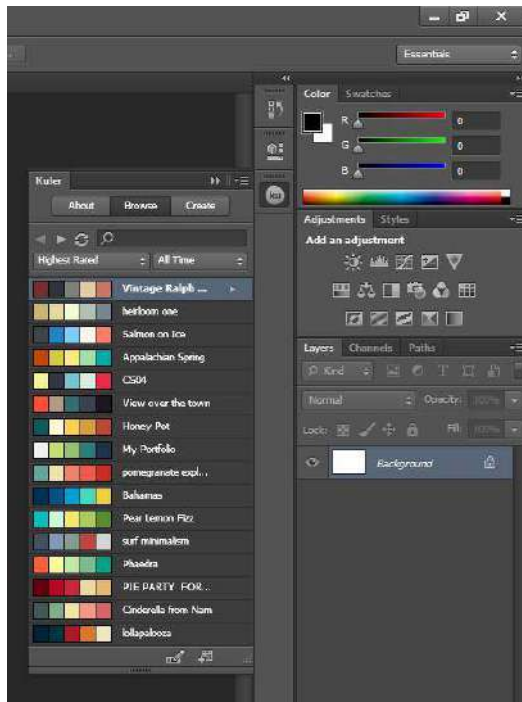 Essentials
Color Swatches
R 0
G 0
B 0
Kuler
About Browse Create
ku
Highest Rated All Time
Vintage Ralph ...
heirloom one
Salmon on Ice
Appalachian Spring
CS04
View over the town
Honey Pot
My Portfolio
pomegranate expl...
Bahamas
Pear Lemon Fizz
surf minimalism
Phaedra
PIE PARTY FOR...
Cinderella from Nam
lollapalooza
Adjustments Styles
Add an adjustment
Layers Channels Paths
Kind
Normal Opacity: 100%
Lock: Fill: 100%
Background